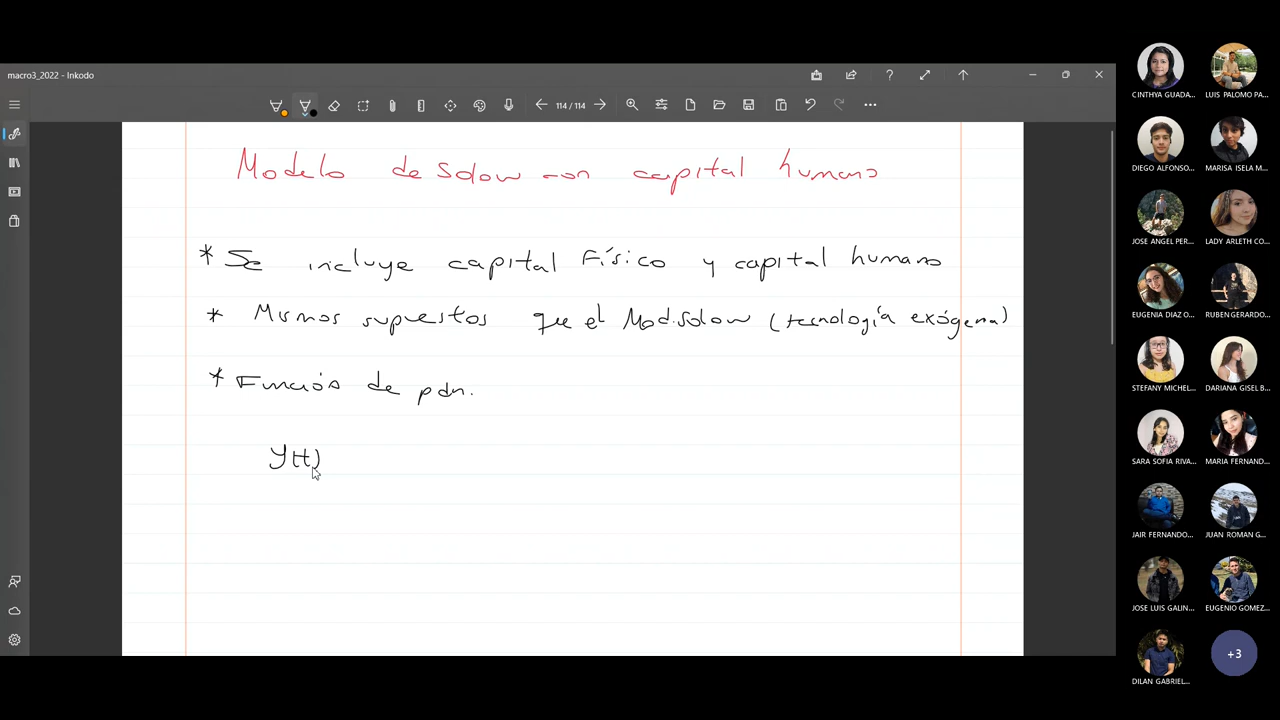 macro3_2022 - Inkodo
114 / 114
Modelo de Solow con capital humano
* Se incluye capital Físico y capital humano
* Mismos supuestos que el Mod.Solow (tecnología exógena)
* Función de pdn.
Y(t)
CINTHYA GUADA...
LUIS PALOMO PA...
DIEGO ALFONSO...
MARISA ISELA M...
JOSE ANGEL PER...
LADY ARLETH CO...
EUGENIA DIAZ O...
RUBEN GERARDO...
STEFANY MICHEL...
DARIANA GISEL B...
SARA SOFIA RIVA...
MARIA FERNAND...
JAIR FERNANDO...
JUAN ROMAN G...
JOSE LUIS GALIN...
EUGENIO GOMEZ...
DILAN GABRIEL...
+3